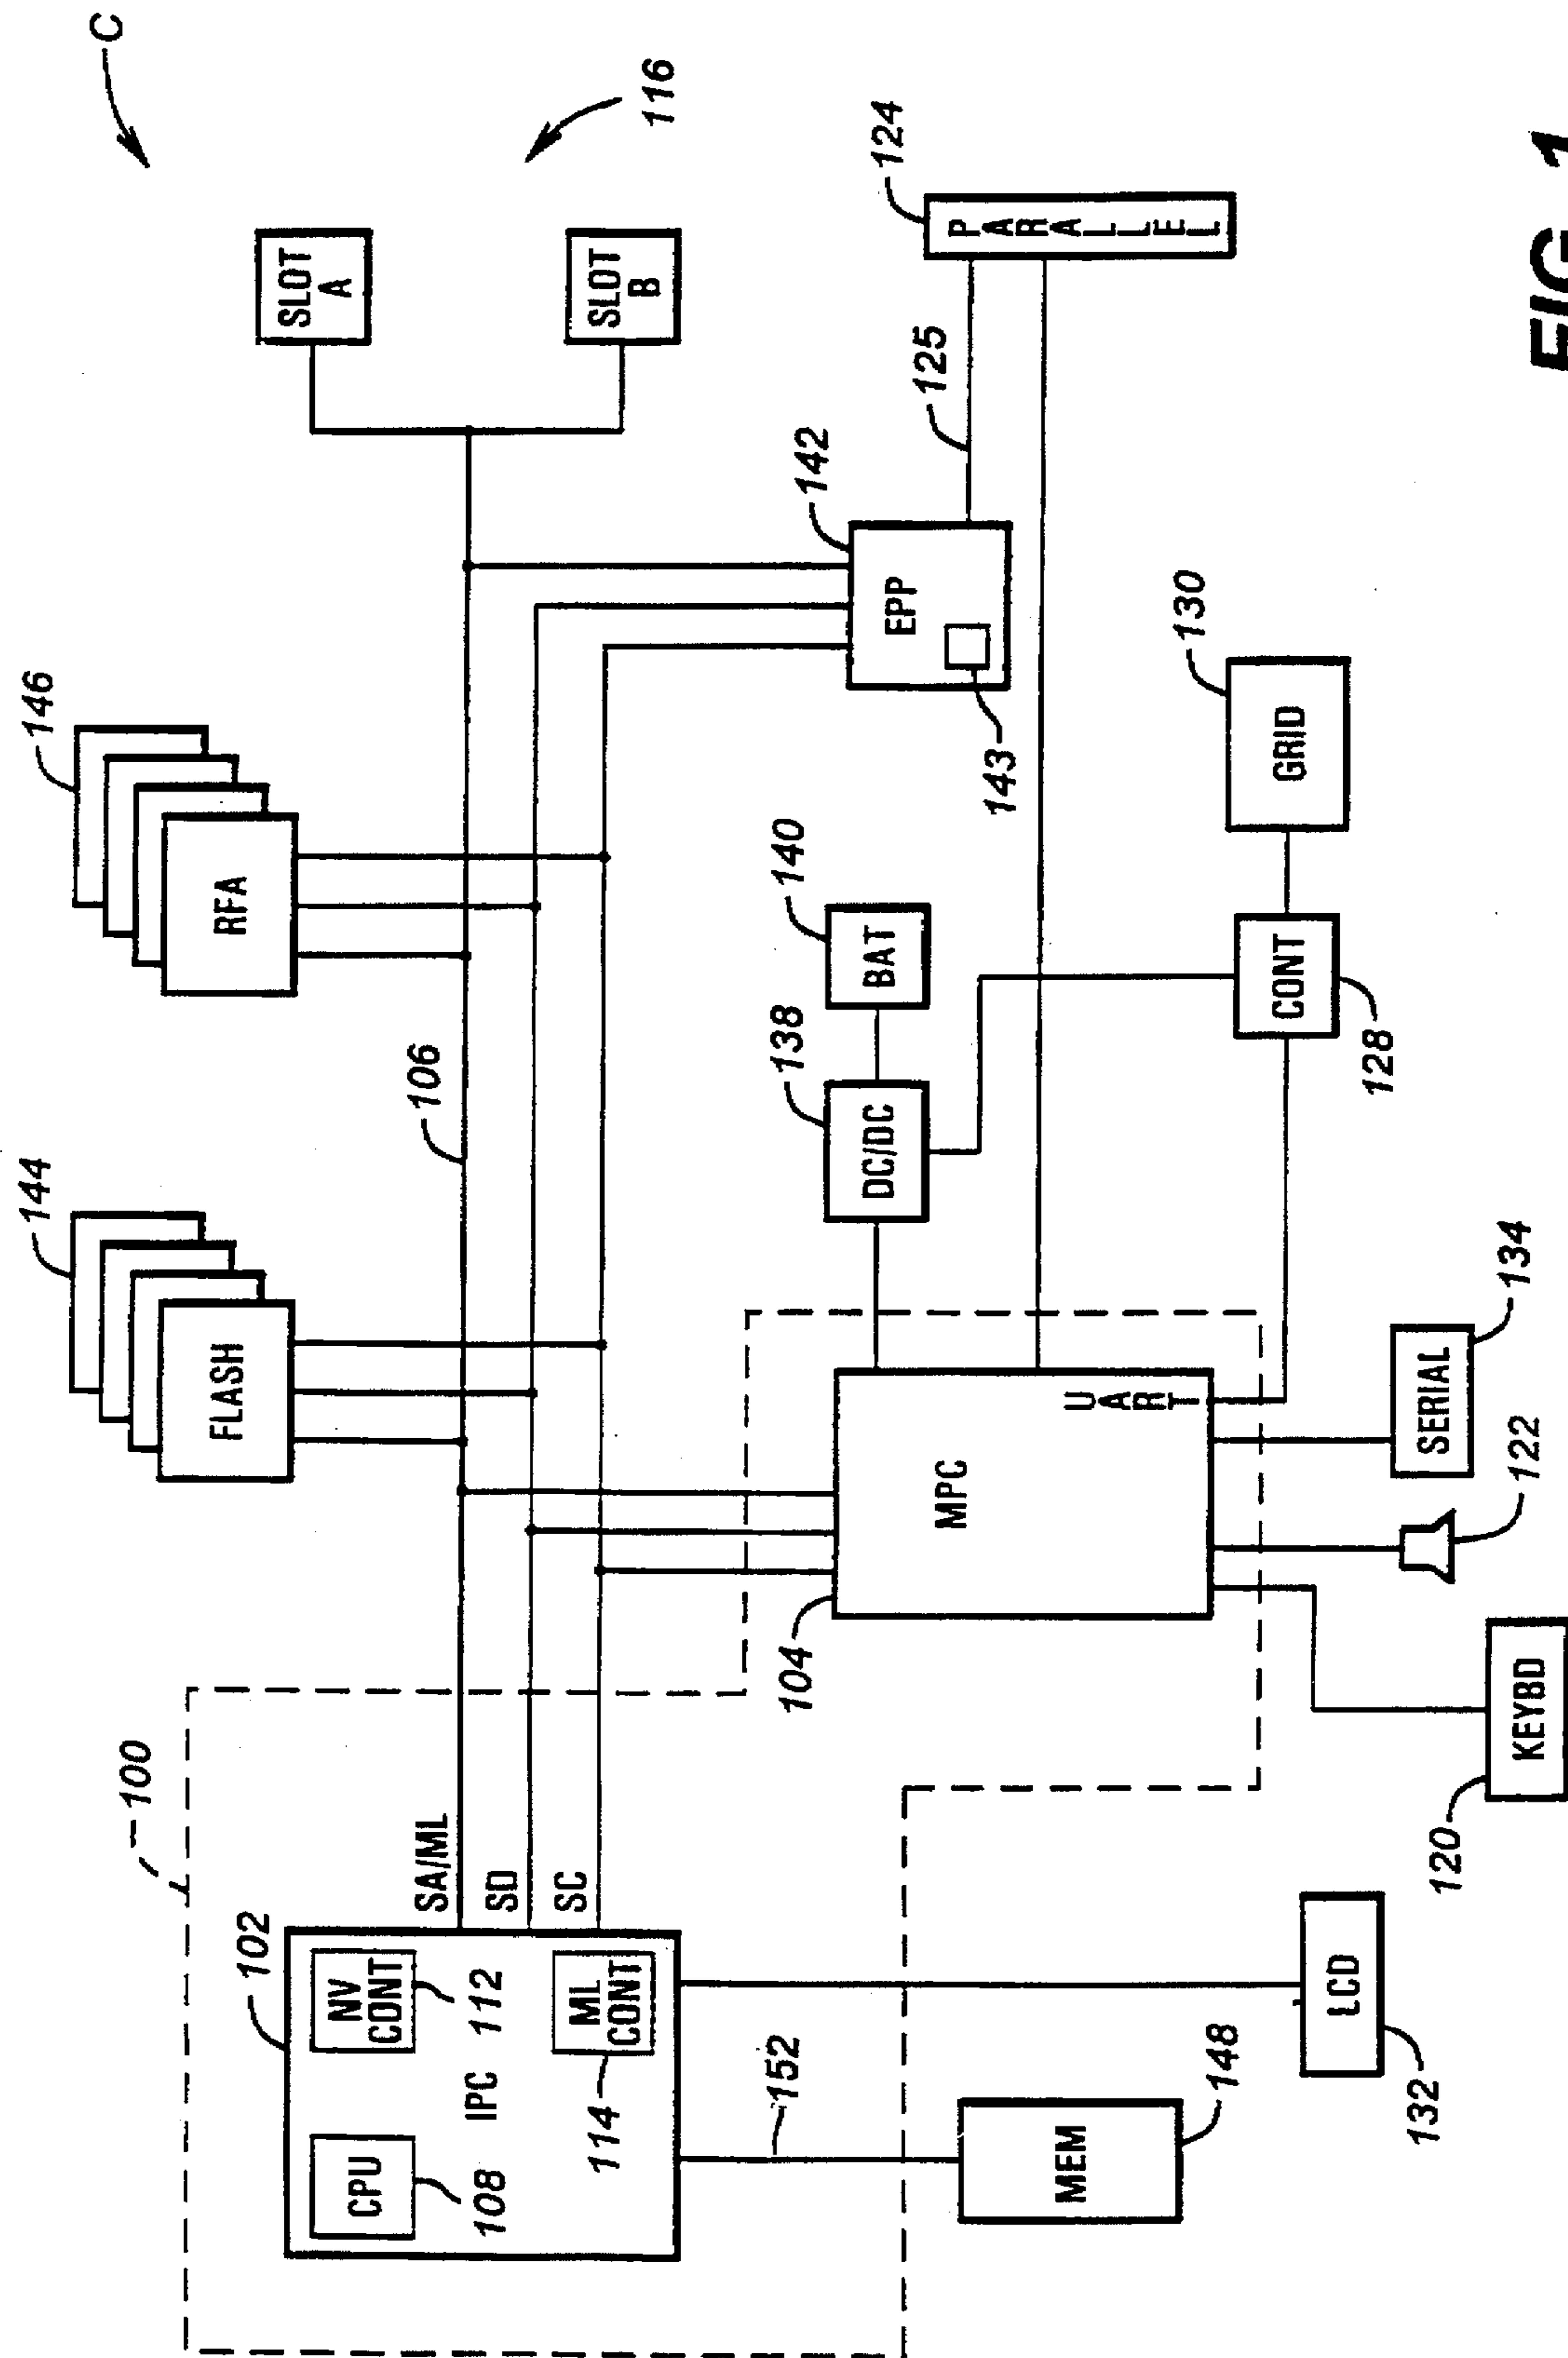 C
116
146
144
RFA
FLASH
SLOT
A
SLOT
B
106
100
102
SA/ML
SD
SC
NV
CONT
112
CPU
108
IPC
ML
CONT
114
152
MEM
148
LCD
132
104
MPC
UART
138
DC/DC
140
BAT
142
EPP
143
125
124
PARALLEL
130
GRID
CONT
128
SERIAL
134
122
KEYBD
120
FIG. 1